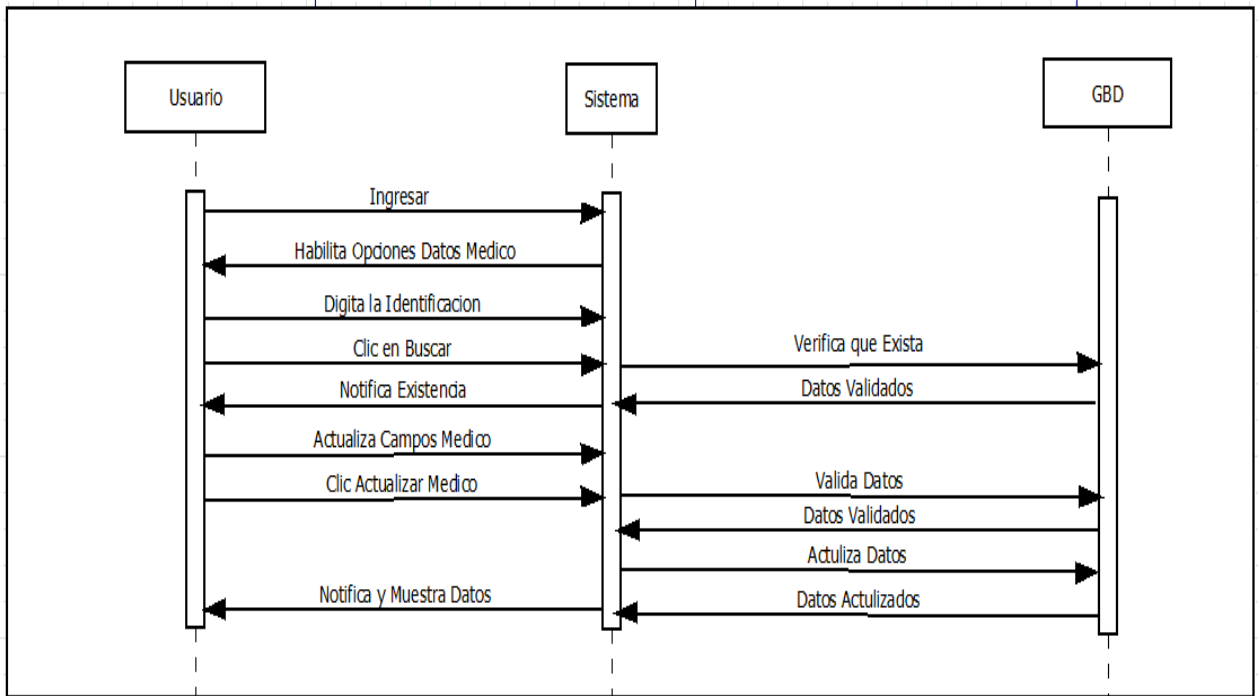 Usuario
Sistema
GBD
Ingresar
Habilita Opciones Datos Medico
Digita la Identificacion
Clic en Buscar
Verifica que Exista
Notifica Existencia
Datos Validados
Actualiza Campos Medico
Clic Actualizar Medico
Valida Datos
Datos Validados
Actuliza Datos
Notifica y Muestra Datos
Datos Actulizados